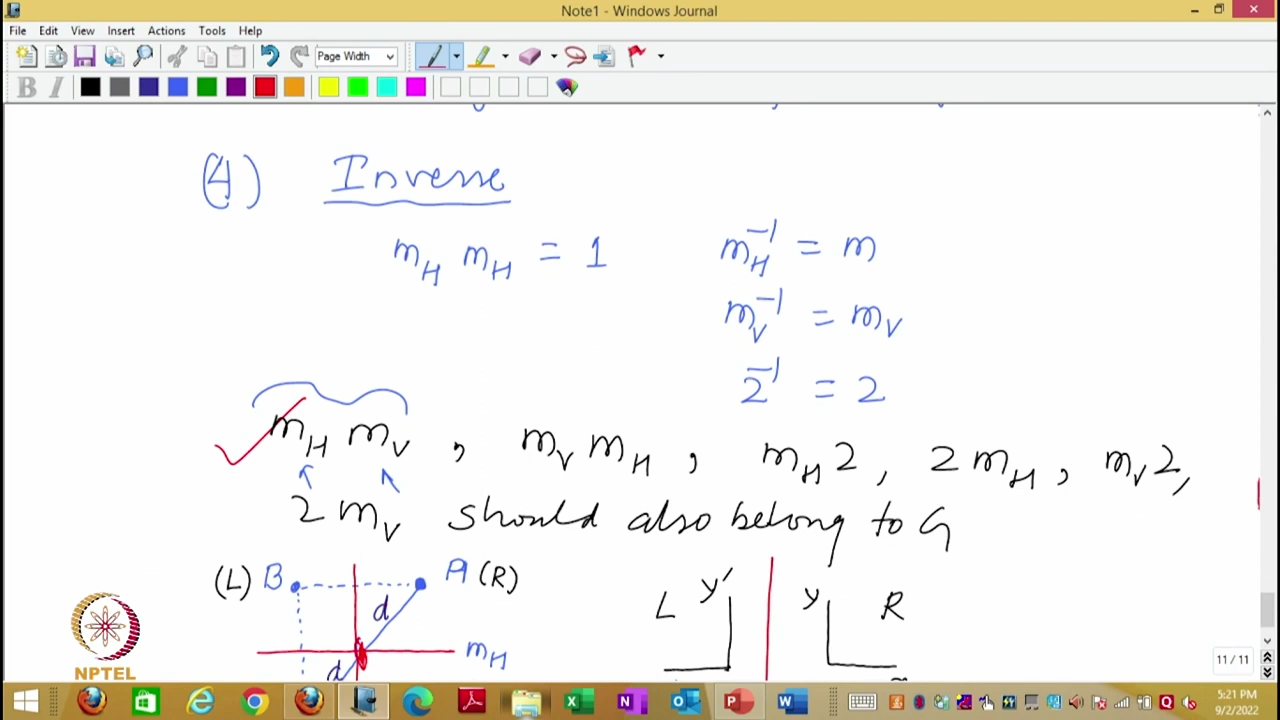 Note1 - Windows Journal
File Edit View Insert Actions Tools Help
Page Width
B I
(4) Inverse
m_H m_H = 1 m_H^-1 = m
m_V^-1 = m_V
2^-1 = 2
m_H m_V , m_V m_H , m_H 2 , 2 m_H , m_V 2,
2 m_V should also belong to G
(L) B A (R)
L y' y R
d
m_H
d
NPTEL
11 / 11
5:21 PM
9/2/2022